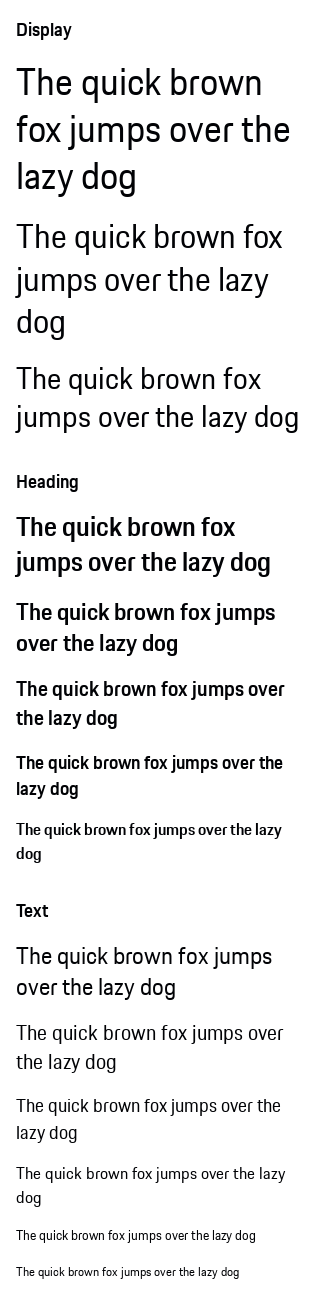 Display
The quick brown
fox jumps over the
lazy dog
The quick brown fox
jumps over the lazy
dog
The quick brown fox
jumps over the lazy dog
Heading
The quick brown fox
jumps over the lazy dog
The quick brown fox jumps
over the lazy dog
The quick brown fox jumps over
the lazy dog
The quick brown fox jumps over the
lazy dog
The quick brown fox jumps over the lazy
dog
Text
The quick brown fox jumps
over the lazy dog
The quick brown fox jumps over
the lazy dog
The quick brown fox jumps over the
lazy dog
The quick brown fox jumps over the lazy
dog
The quick brown fox jumps over the lazy dog
The quick brown fox jumps over the lazy dog